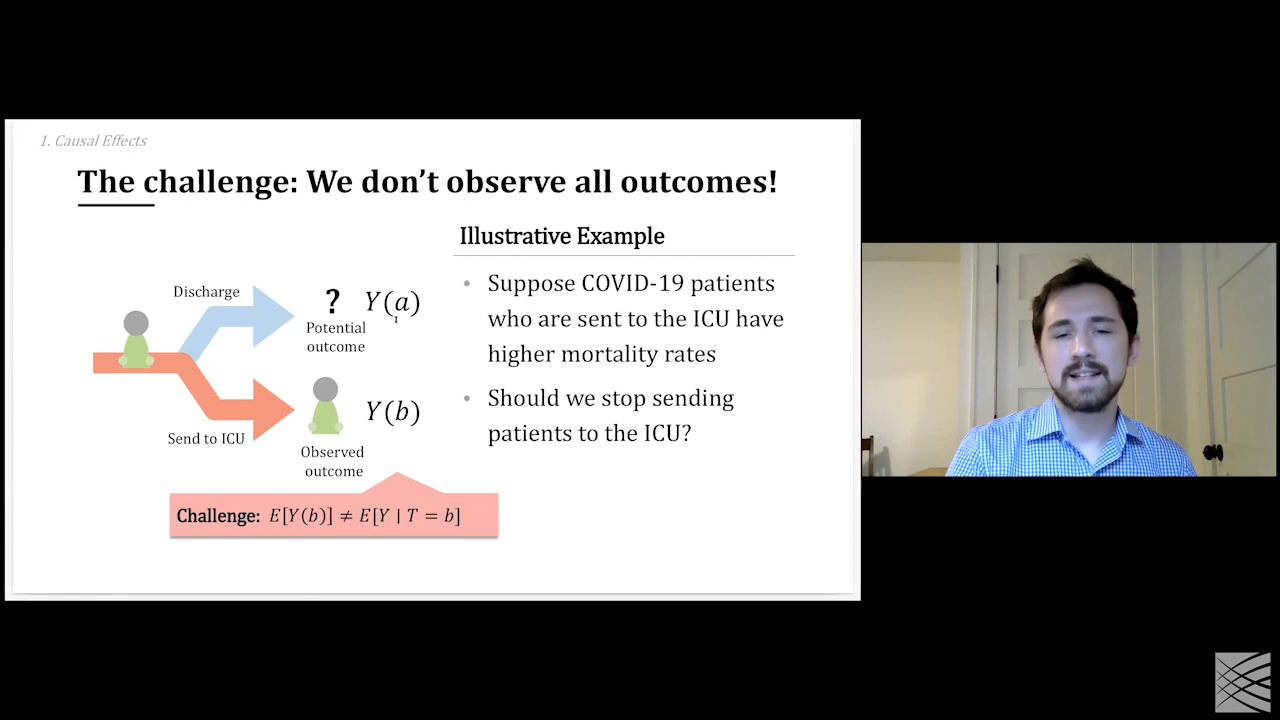 1. Causal Effects
The challenge: We don't observe all outcomes!
Illustrative Example
Discharge
?
Y(a)
Potential
outcome
Send to ICU
Y(b)
Observed
outcome
Challenge: E[Y(b)] ≠ E[Y | T = b]
• Suppose COVID-19 patients
who are sent to the ICU have
higher mortality rates
• Should we stop sending
patients to the ICU?